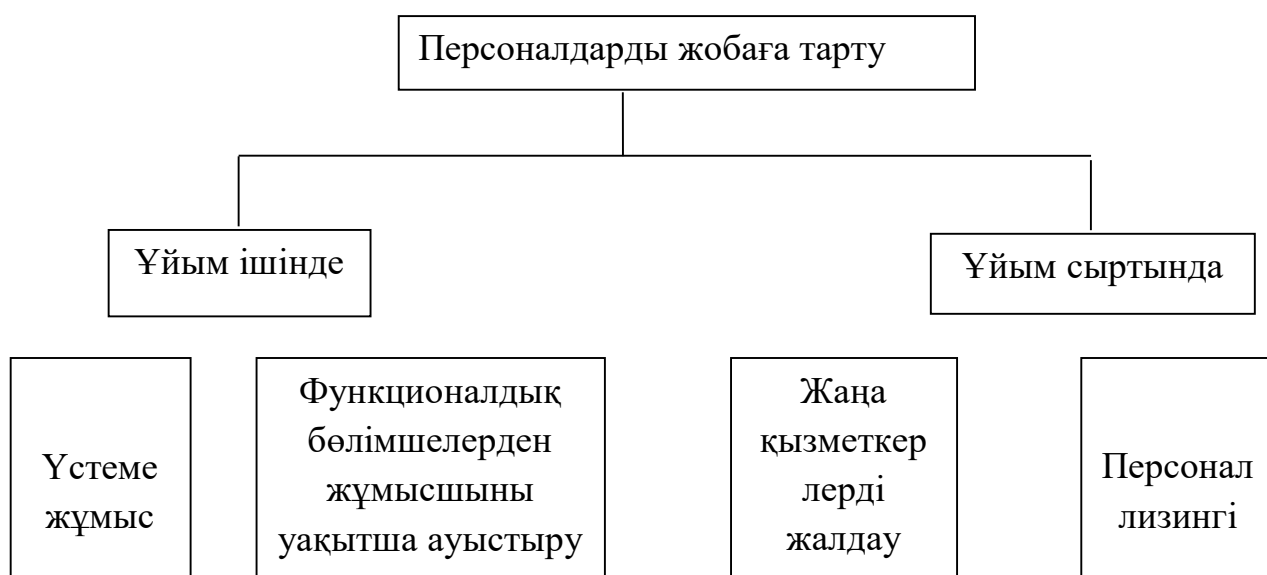 Персоналдарды жобаға тарту
Ұйым ішінде
Ұйым сыртында
Үстеме
жұмыс
Функционалдық
бөлімшелерден
жұмысшыны
уақытша ауыстыру
Жаңа
қызметкер
лерді
жалдау
Персонал
лизингі